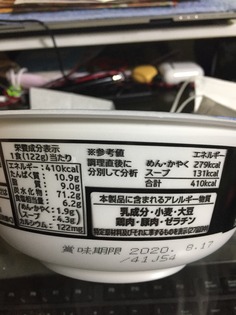 栄養成分表示
1食(122g)当たり
エネルギー 410kcal
たんぱく質 10.9g
脂質 9.0g
炭水化物 71.2g
食塩相当量 6.2g
めん・かやく 1.9g
スープ 4.3g
カルシウム 122mg
※参考値
調理直後に
分別して分析
エネルギー
めん・かやく 279kcal
スープ 131kcal
合計 410kcal
本製品に含まれるアレルギー物質
乳成分・小麦・大豆
鶏肉・豚肉・ゼラチン
賞味期限 2020. 8.17
/41J54